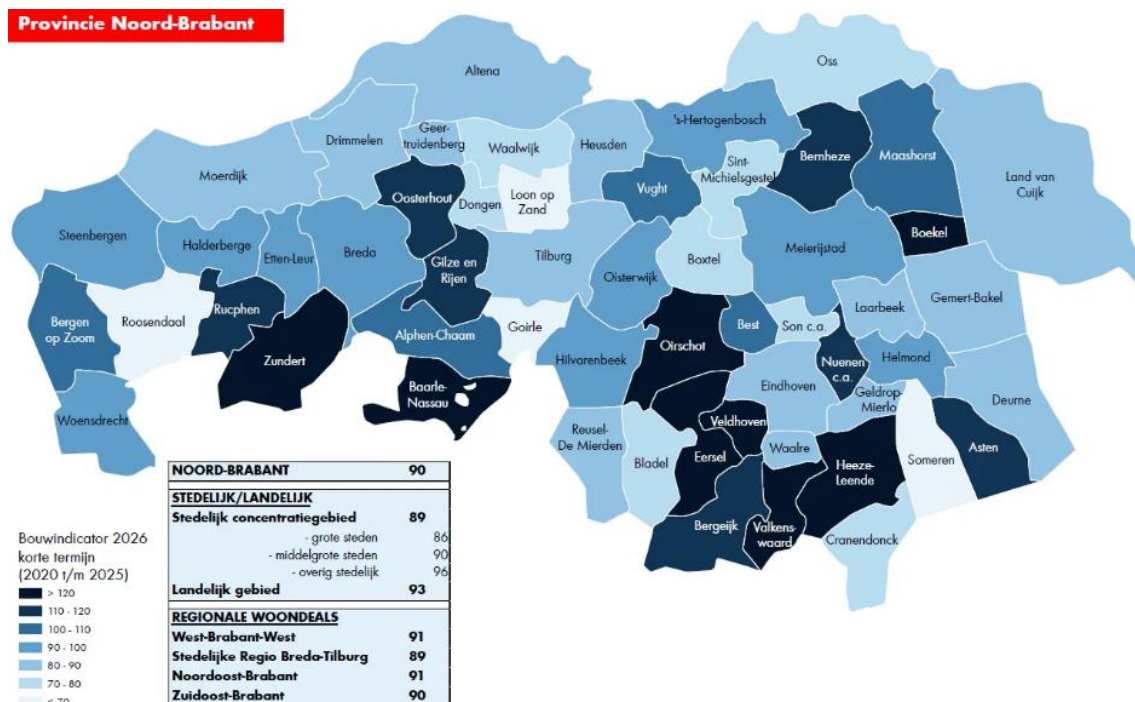 Provincie Noord-Brabant
Altena
Oss
Drimmelen
Geer-
truidenberg
Waalwijk
Heusden
's-Hertogenbosch
Sint-
Michielsgestel
Bernheze
Maashorst
Land van
Cuijk
Moerdijk
Oosterhout
Dongen
Loon op
Zand
Vught
Steenbergen
Halderberge
Etten-Leur
Breda
Gilze en
Rijen
Tilburg
Oisterwijk
Boxtel
Meierijstad
Boekel
Bergen
op Zoom
Roosendaal
Rucphen
Zundert
Alphen-Chaam
Goirle
Hilvarenbeek
Oirschot
Best
Son c.a.
Laarbeek
Gemert-Bakel
Woensdrecht
Baarle-
Nassau
Reusel-
De Mierden
Bladel
Eersel
Veldhoven
Eindhoven
Waalre
Nuenen
c.a.
Helmond
Geldrop-
Mierlo
Heeze-
Leende
Someren
Asten
Deurne
Bergeijk
Valkens-
waard
Cranendonck
NOORD-BRABANT 90
STEDELIJK/LANDELIJK
Stedelijk concentratiegebied 89
- grote steden 86
- middelgrote steden 90
- overig stedelijk 96
Landelijk gebied 93
REGIONALE WOONDEALS
West-Brabant-West 91
Stedelijke Regio Breda-Tilburg 89
Noordoost-Brabant 91
Zuidoost-Brabant 90
Bouwindicator 2026
korte termijn
(2020 t/m 2025)
> 120
110 - 120
100 - 110
90 - 100
80 - 90
70 - 80
< 70